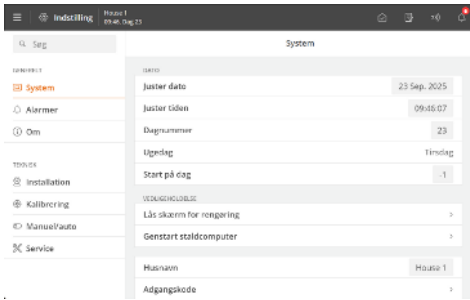 Indstilling
House 1
09:46, Dag 23
Søg
System
GENERELT
System
Alarmer
Om
TEKNISK
Installation
Kalibrering
Manuel/auto
Service
DATO
Juster dato
23 Sep. 2025
Juster tiden
09:46:07
Dagnummer
23
Ugedag
Tirsdag
Start på dag
-1
VEDLIGEHOLDELSE
Lås skærm for rengøring
Genstart staldcomputer
Husnavn
House 1
Adgangskode